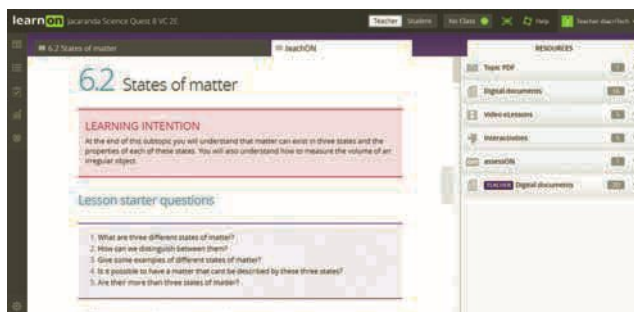 learnon Jacaranda Science Quest 8 VC 2E
Teacher Student No Class Help
6.2 States of matter teachON
RESOURCES
6.2 States of matter
Topic PDF
Digital documents
Video eLessons
Interactivities
assessON
TEACHER Digital documents
LEARNING INTENTION
At the end of this subtopic you will understand that matter can exist in three states and the
properties of each of these states. You will also understand how to measure the volume of an
irregular object.
Lesson starter questions
1. What are three different states of matter?
2. How can we distinguish between them?
3. Give some examples of different states of matter?
4. Is it possible to have a matter that cant be described by these three states?
5. Are their more than three states of matter?